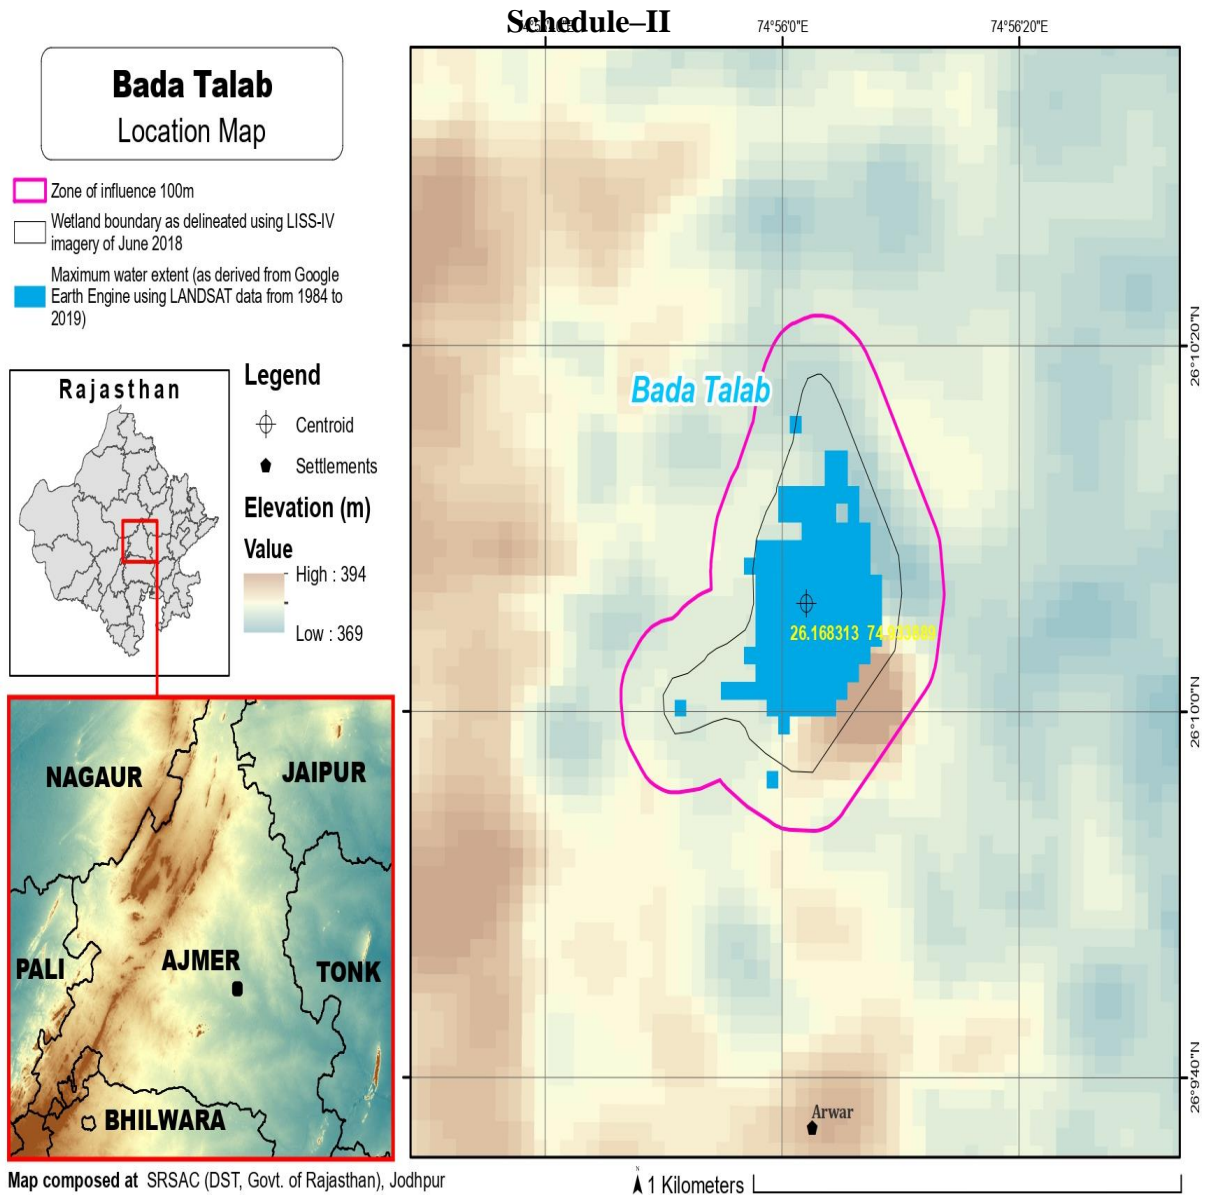 Schedule–II
74°56'0"E
74°56'20"E
Bada Talab
Location Map
Zone of influence 100m
Wetland boundary as delineated using LISS-IV
imagery of June 2018
Maximum water extent (as derived from Google
Earth Engine using LANDSAT data from 1984 to
2019)
Rajasthan
Legend
Centroid
Settlements
Elevation (m)
Value
High : 394
Low : 369
26°10'20"N
Bada Talab
26.168313
26°10'0"N
NAGAUR
JAIPUR
PALI
AJMER
TONK
BHILWARA
26°9'40"N
Arwar
Map composed at SRSAC (DST, Govt. of Rajasthan), Jodhpur
N
1 Kilometers